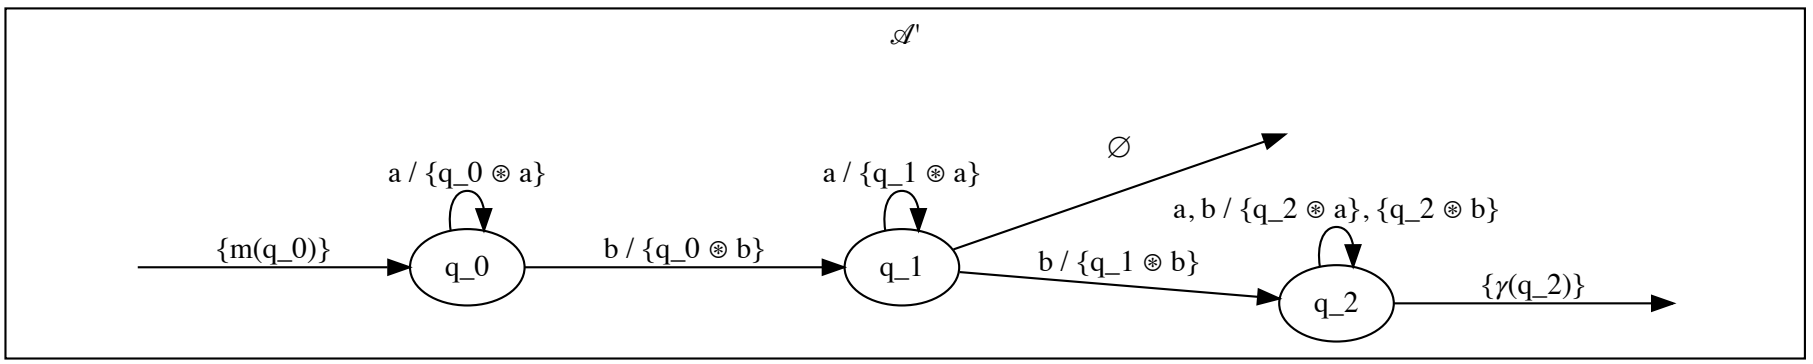 𝒜'
∅
a / {q_0 ⊛ a}
a / {q_1 ⊛ a}
a, b / {q_2 ⊛ a}, {q_2 ⊛ b}
{m(q_0)}
q_0
b / {q_0 ⊛ b}
q_1
b / {q_1 ⊛ b}
q_2
{γ(q_2)}